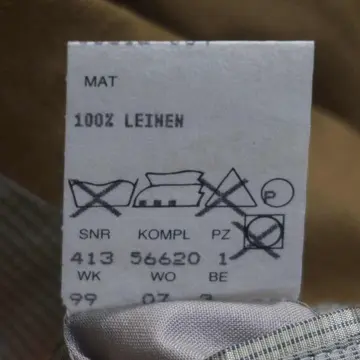 MAT
100% LEINEN
P
SNR KOMPL PZ
413 56620 1
WK WO BE
99 07